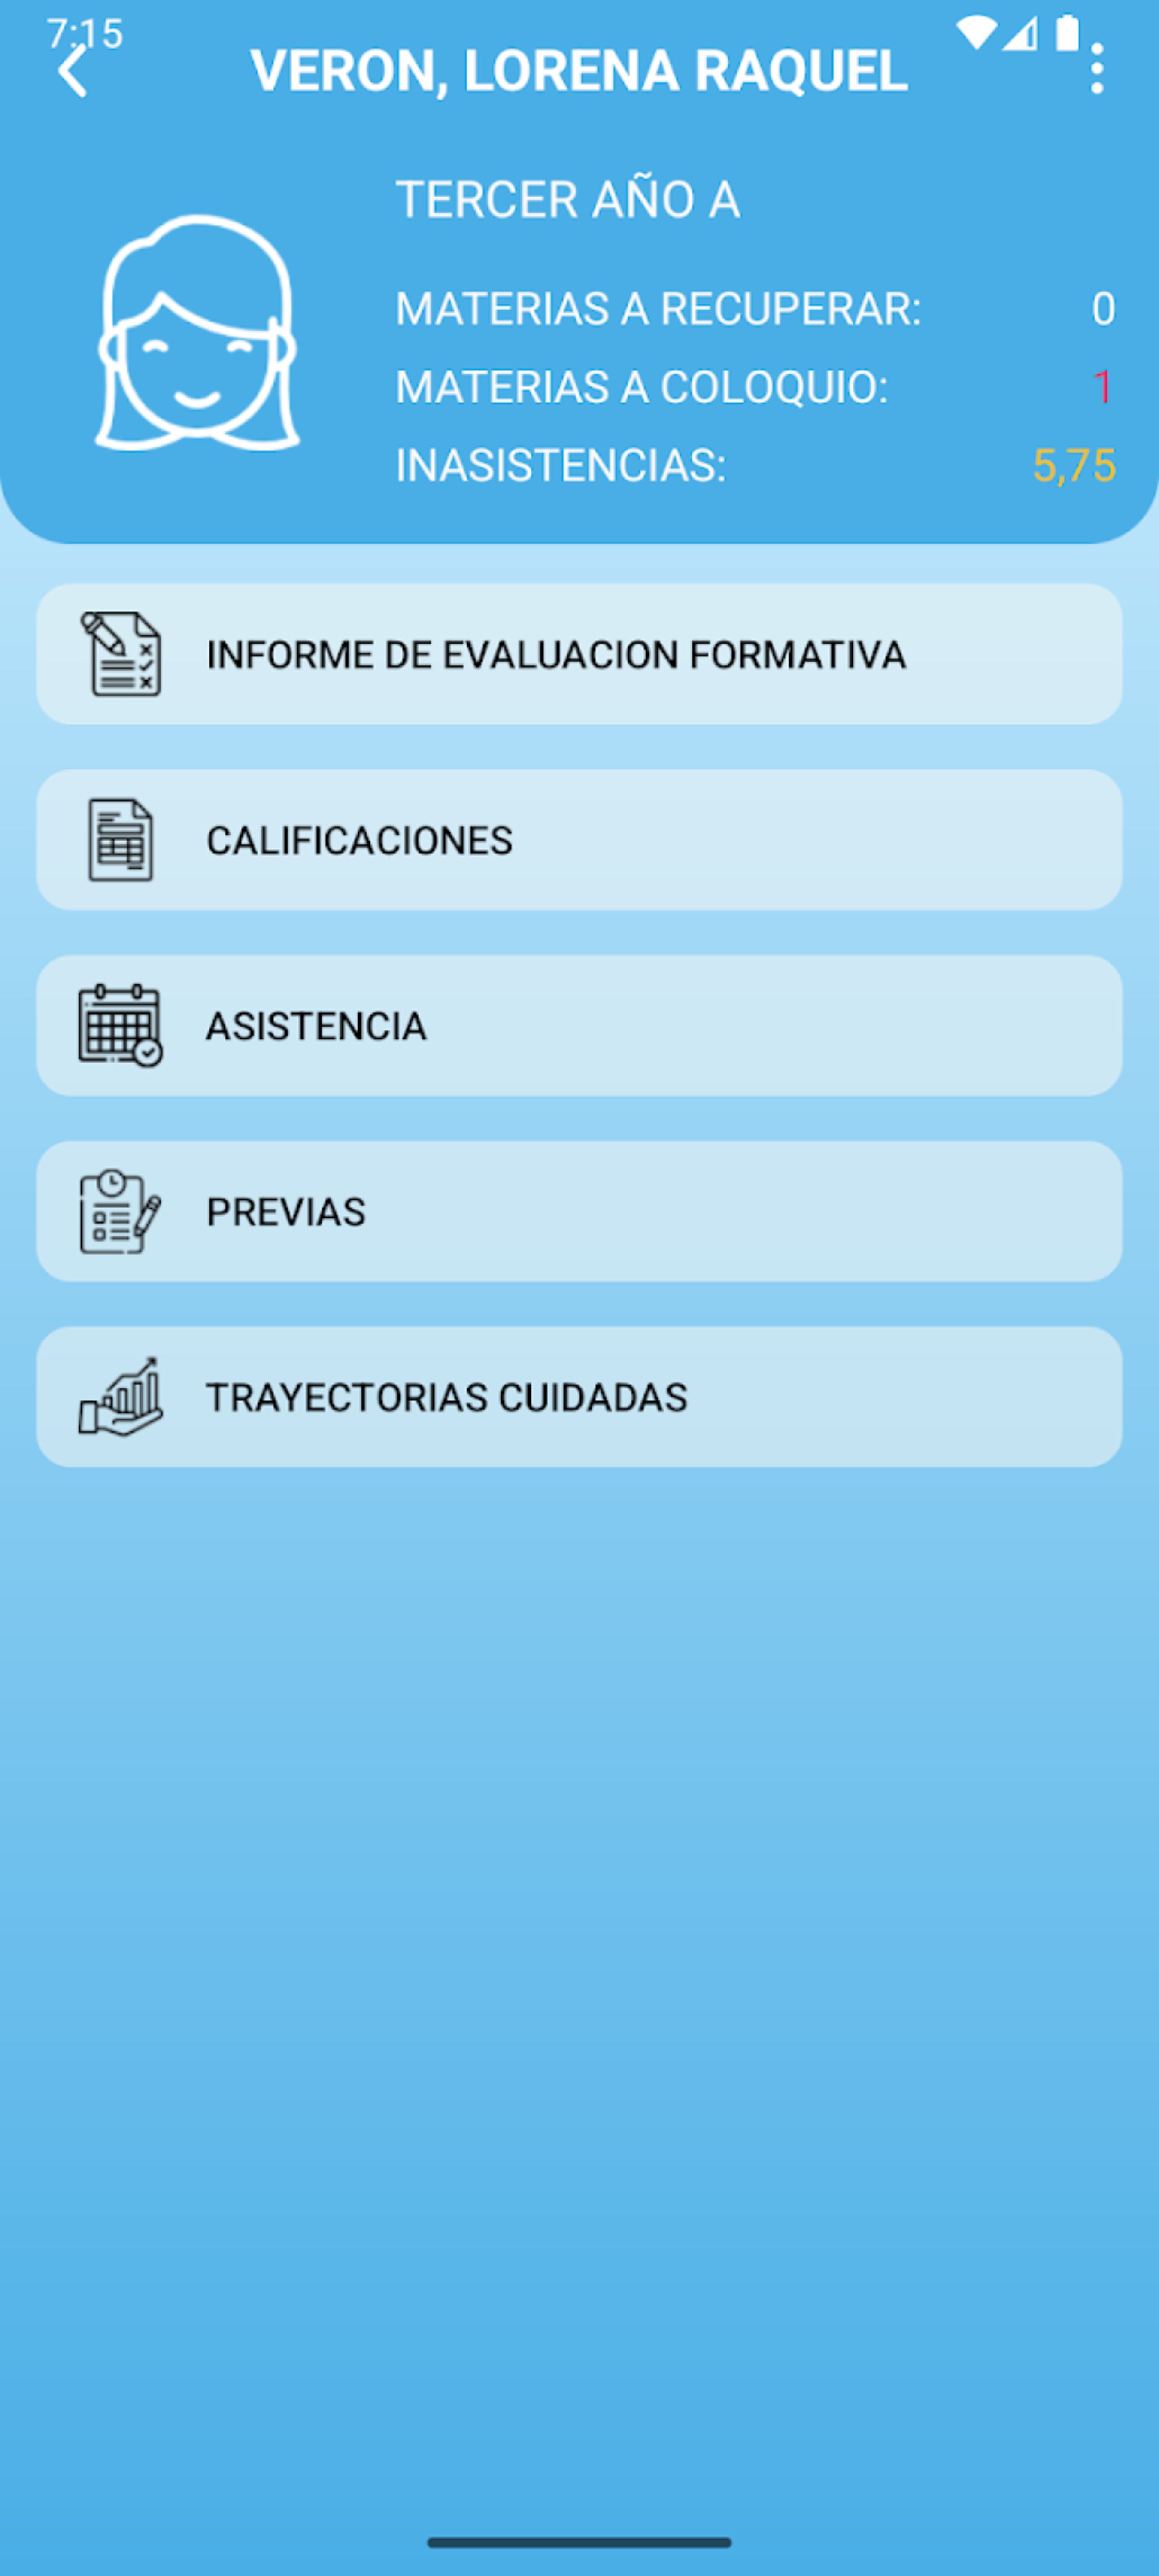 7:15
VERON, LORENA RAQUEL
TERCER AÑO A
MATERIAS A RECUPERAR: 0
MATERIAS A COLOQUIO: 1
INASISTENCIAS: 5,75
INFORME DE EVALUACION FORMATIVA
CALIFICACIONES
ASISTENCIA
PREVIAS
TRAYECTORIAS CUIDADAS